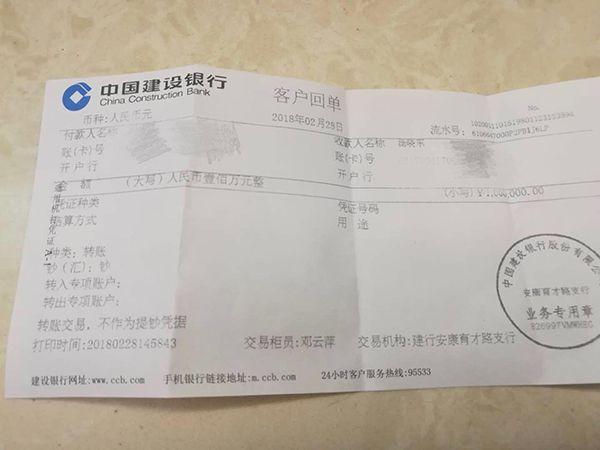 中国建设银行
China Construction Bank
客户回单
No.
币种:人民币元
2018年02月28日
流水号:
付款人名称
收款人名称
账(卡)号
账(卡)号
开户行
开户行
金 额 (大写)人民币壹佰万元整
(小写)¥1,000,000.00
凭证种类
凭证号码
结算方式
用 途
种类: 转账
钞(汇): 钞
转入专项账户:
转出专项账户:
转账交易, 不作为提钞凭据
打印时间:20180228145843
交易柜员:邓云萍
交易机构:建行安康育才路支行
中国建设银行股份有限公司
安康育才路支行
业务专用章
建设银行网址:www.ccb.com
手机银行链接地址:m.ccb.com
24小时客户服务热线:95533